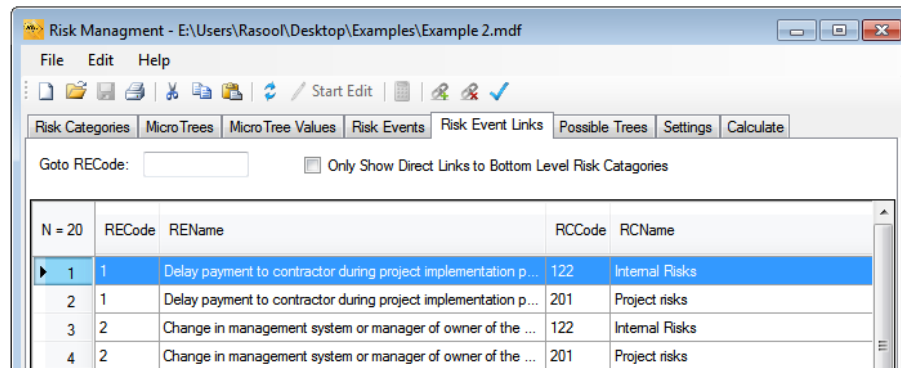 Risk Managment - E:\Users\Rasool\Desktop\Examples\Example 2.mdf
File Edit Help
Start Edit
Risk Categories MicroTrees MicroTree Values Risk Events Risk Event Links Possible Trees Settings Calculate
Goto RECode: Only Show Direct Links to Bottom Level Risk Catagories
N = 20 RECode REName RCCode RCName
1 1 Delay payment to contractor during project implementation p... 122 Internal Risks
2 1 Delay payment to contractor during project implementation p... 201 Project risks
3 2 Change in management system or manager of owner of the ... 122 Internal Risks
4 2 Change in management system or manager of owner of the ... 201 Project risks